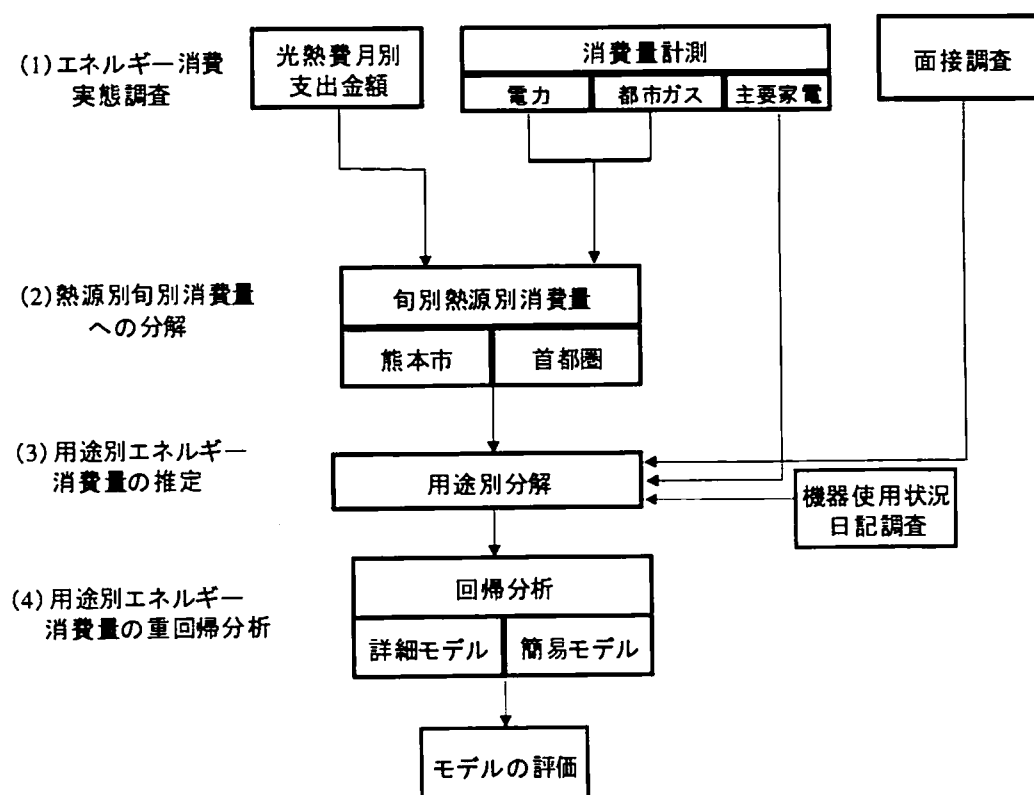 (1)エネルギー消費
実態調査
光熱費月別
支出金額
消費量計測
電力
都市ガス
主要家電
面接調査
(2)熱源別旬別消費量
への分解
旬別熱源別消費量
熊本市
首都圏
(3)用途別エネルギー
消費量の推定
用途別分解
機器使用状況
日記調査
(4)用途別エネルギー
消費量の重回帰分析
回帰分析
詳細モデル
簡易モデル
モデルの評価